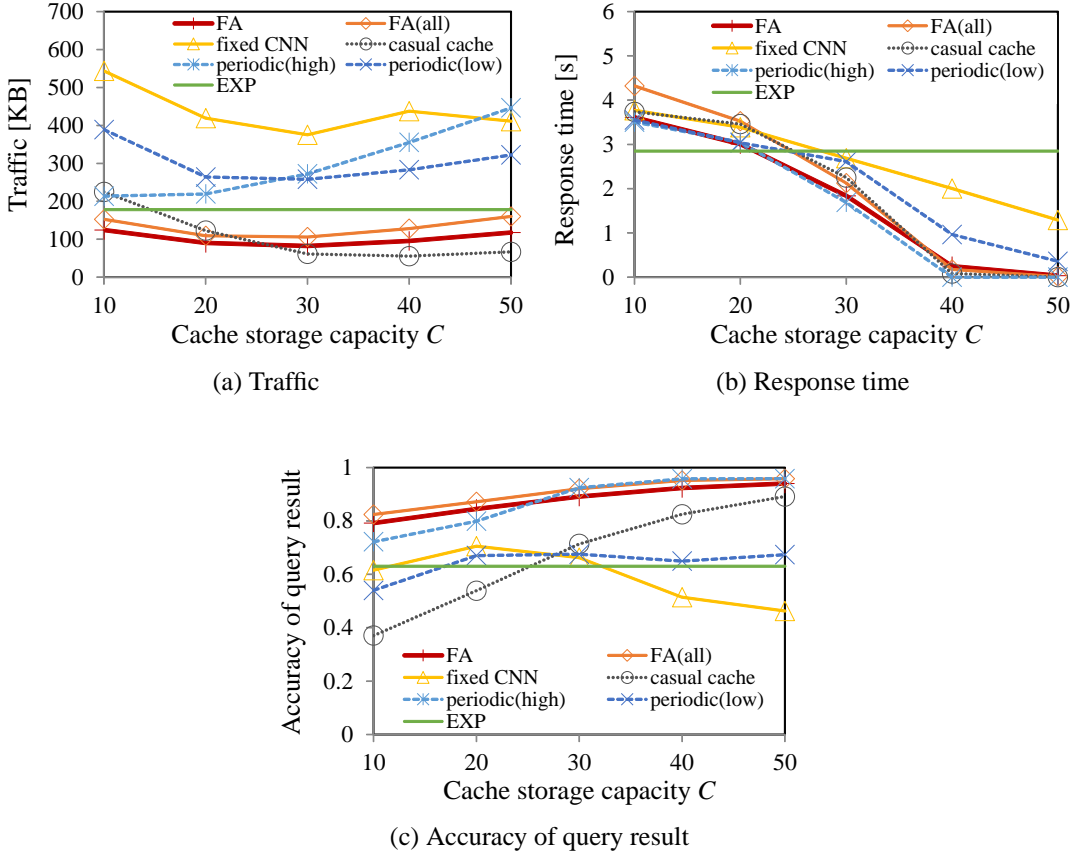 700
600
500
400
300
200
100
0
Traffic [KB]
FA
FA(all)
fixed CNN
casual cache
periodic(high)
periodic(low)
EXP
10 20 30 40 50
Cache storage capacity C
(a) Traffic
6
5
4
3
2
1
0
Response time [s]
FA
FA(all)
fixed CNN
casual cache
periodic(high)
periodic(low)
EXP
10 20 30 40 50
Cache storage capacity C
(b) Response time
1
0.8
0.6
0.4
0.2
0
Accuracy of query result
FA
FA(all)
fixed CNN
casual cache
periodic(high)
periodic(low)
EXP
10 20 30 40 50
Cache storage capacity C
(c) Accuracy of query result